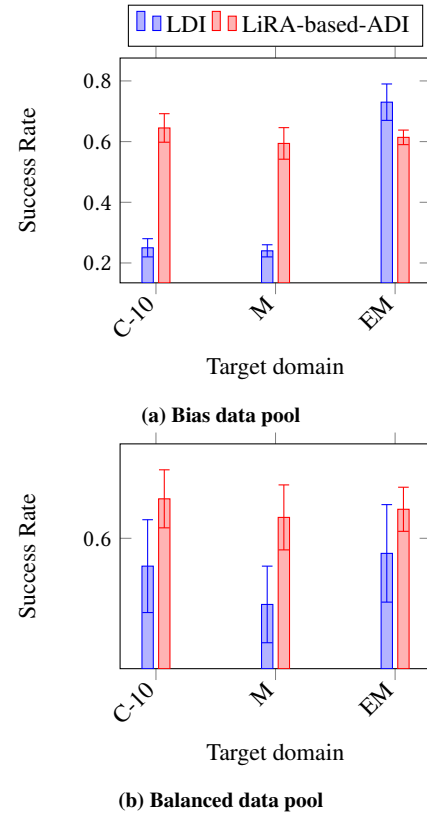 LDI LiRA-based-ADI
0.8
0.6
0.4
0.2
Success Rate
C-10 M EM
Target domain
(a) Bias data pool
0.6
Success Rate
C-10 M EM
Target domain
(b) Balanced data pool